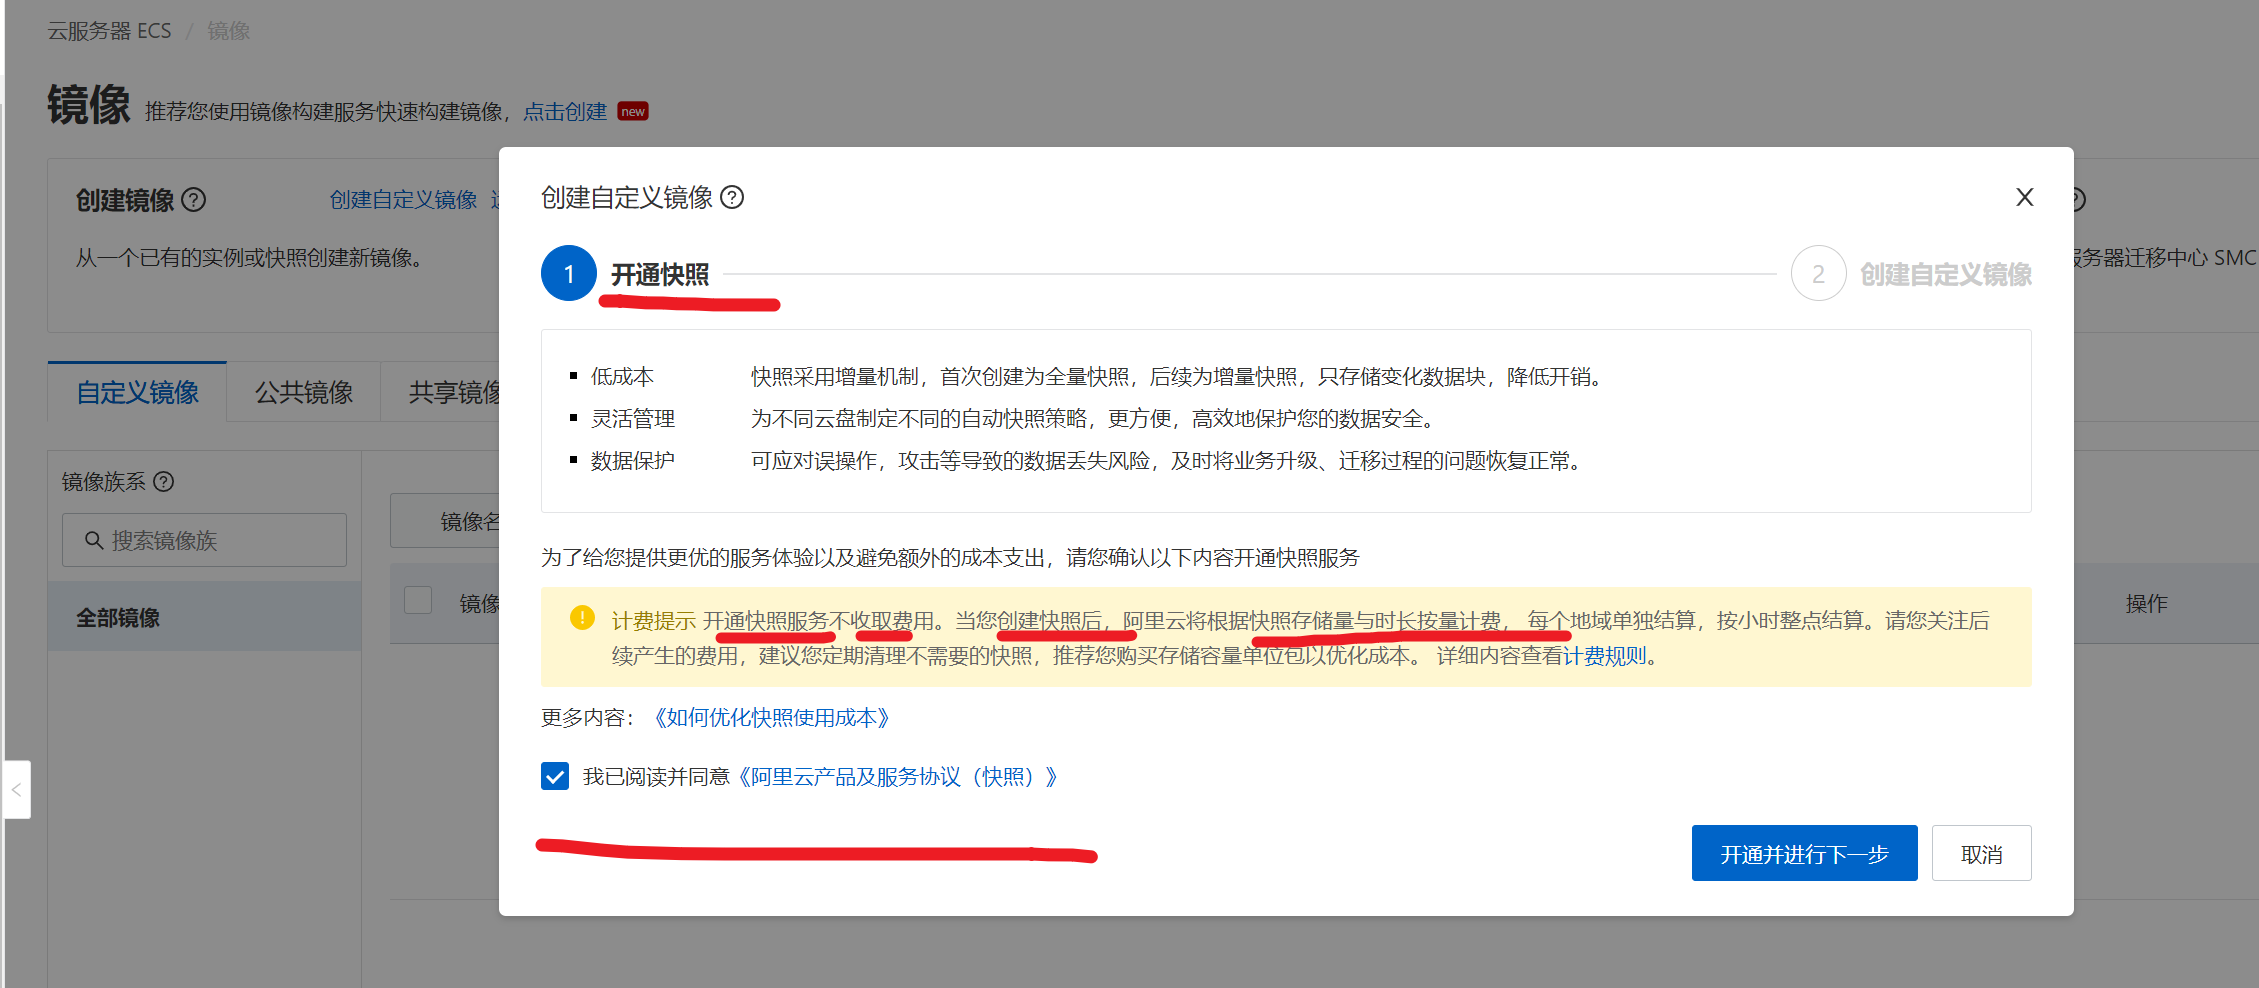 云服务器 ECS / 镜像
镜像 推荐您使用镜像构建服务快速构建镜像，点击创建 new
创建镜像 ? 创建自定义镜像
从一个已有的实例或快照创建新镜像。
服务器迁移中心 SMC
自定义镜像 公共镜像 共享镜像
镜像族系 ?
搜索镜像族
全部镜像
镜像名
镜像
操作
创建自定义镜像 ? X
1 开通快照 2 创建自定义镜像
▪ 低成本 快照采用增量机制，首次创建为全量快照，后续为增量快照，只存储变化数据块，降低开销。
▪ 灵活管理 为不同云盘制定不同的自动快照策略，更方便，高效地保护您的数据安全。
▪ 数据保护 可应对误操作，攻击等导致的数据丢失风险，及时将业务升级、迁移过程的问题恢复正常。
为了给您提供更优的服务体验以及避免额外的成本支出，请您确认以下内容开通快照服务
计费提示 开通快照服务不收取费用。当您创建快照后，阿里云将根据快照存储量与时长按量计费， 每个地域单独结算，按小时整点结算。请您关注后
续产生的费用，建议您定期清理不需要的快照，推荐您购买存储容量单位包以优化成本。 详细内容查看计费规则。
更多内容：《如何优化快照使用成本》
我已阅读并同意《阿里云产品及服务协议（快照）》
开通并进行下一步 取消